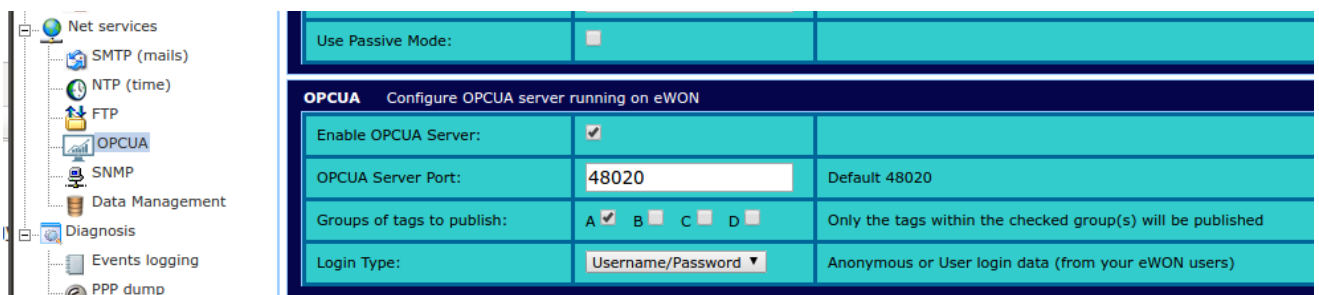 Net services
SMTP (mails)
NTP (time)
FTP
OPCUA
SNMP
Data Management
Diagnosis
Events logging
PPP dump
Use Passive Mode:
OPCUA Configure OPCUA server running on eWON
Enable OPCUA Server:
OPCUA Server Port: 48020 Default 48020
Groups of tags to publish: A B C D Only the tags within the checked group(s) will be published
Login Type: Username/Password Anonymous or User login data (from your eWON users)